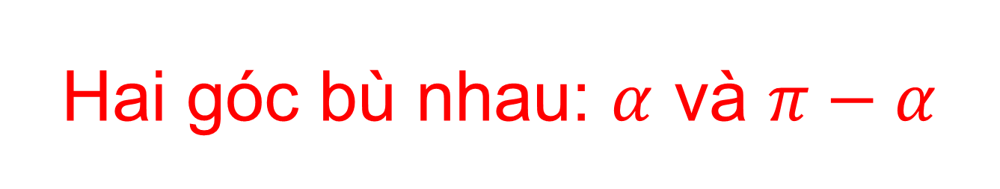 Hai góc bù nhau: 𝛼 và 𝜋 − 𝛼